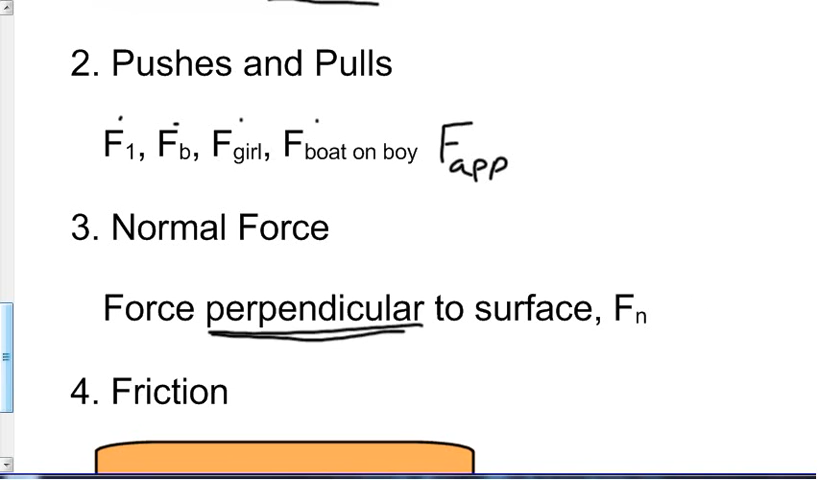 2. Pushes and Pulls
F1, Fb, Fgirl, Fboat on boy Fapp
3. Normal Force
Force perpendicular to surface, Fn
4. Friction